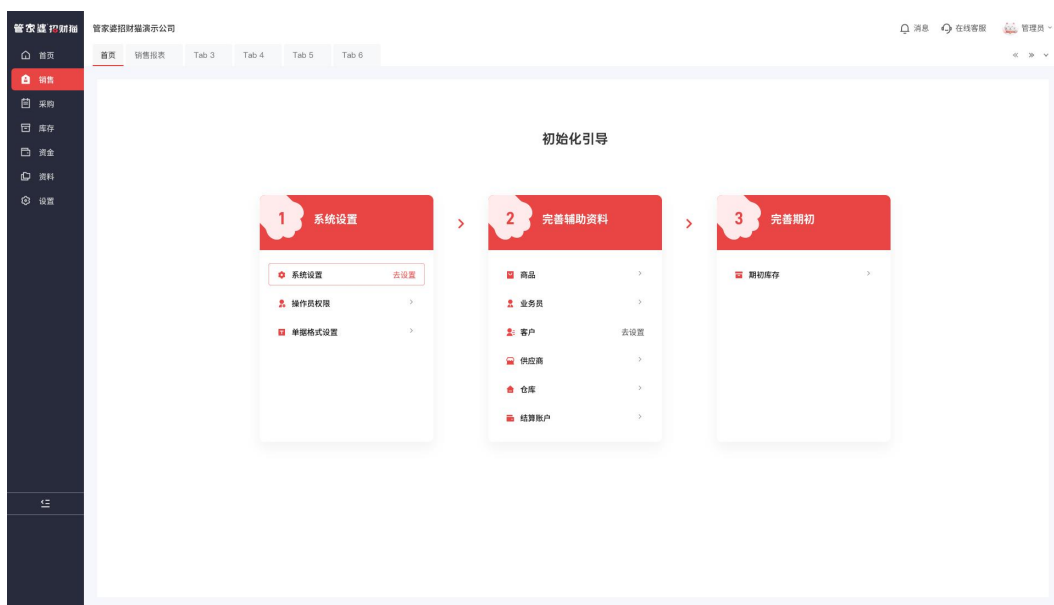 管家婆招财猫
管家婆招财猫演示公司
消息
在线客服
管理员
首页
销售
采购
库存
资金
资料
设置
首页
销售报表
Tab 3
Tab 4
Tab 5
Tab 6
初始化引导
1
系统设置
系统设置
去设置
操作员权限
单据格式设置
2
完善辅助资料
商品
业务员
客户
去设置
供应商
仓库
结算账户
3
完善期初
期初库存